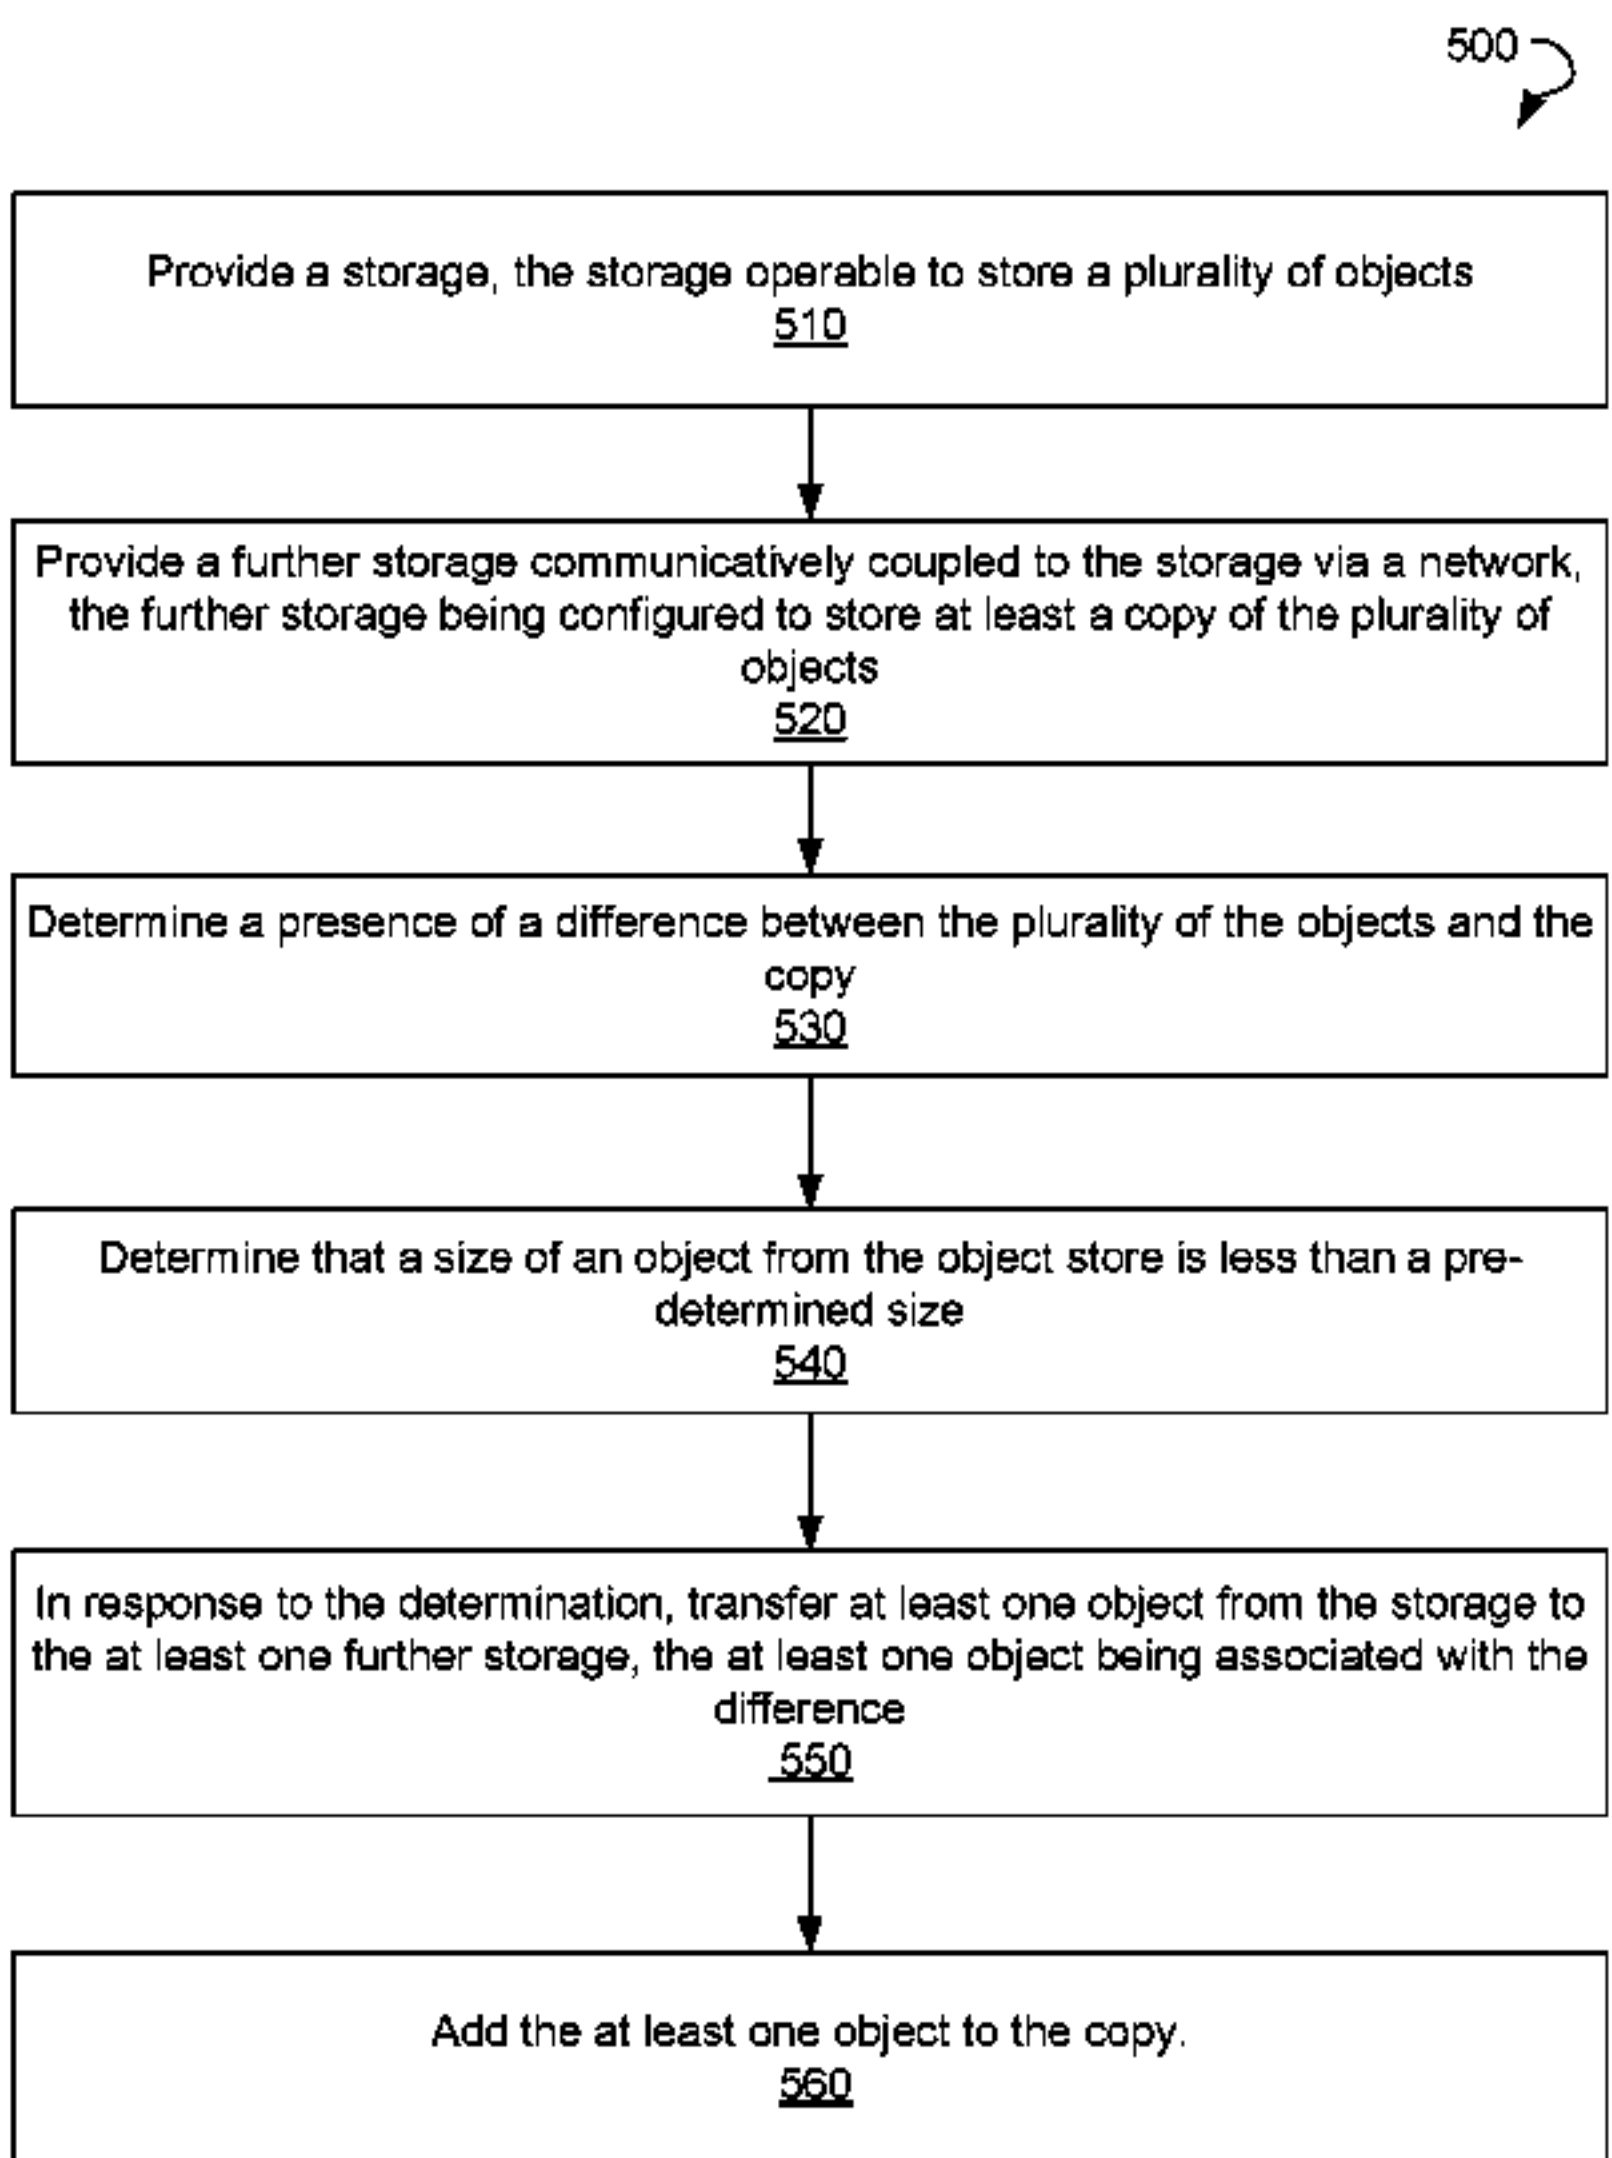 500
Provide a storage, the storage operable to store a plurality of objects
510
Provide a further storage communicatively coupled to the storage via a network,
the further storage being configured to store at least a copy of the plurality of
objects
520
Determine a presence of a difference between the plurality of the objects and the
copy
530
Determine that a size of an object from the object store is less than a pre-
determined size
540
In response to the determination, transfer at least one object from the storage to
the at least one further storage, the at least one object being associated with the
difference
550
Add the at least one object to the copy.
560